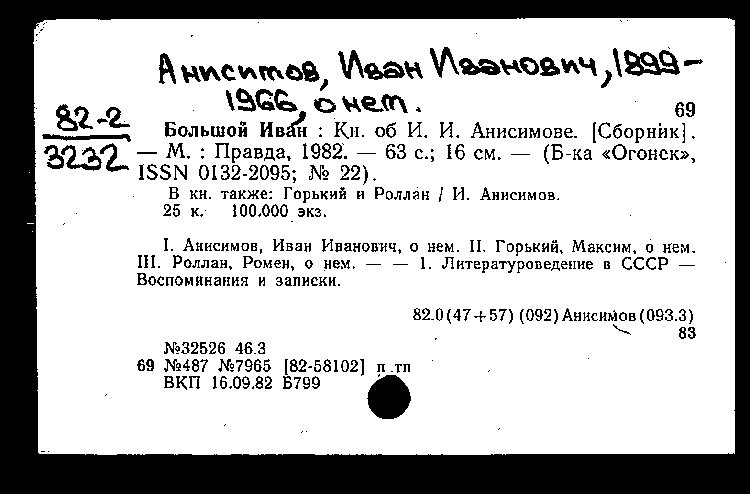 Анисимов, Иван Иванович, 1899-
1966, о нем.
82-2
3232
69
Большой Иван : Кн. об И. И. Анисимове. [Сборник].
— М. : Правда, 1982. — 63 с.; 16 см. — (Б-ка «Огонек»,
ISSN 0132-2095; № 22).
В кн. также: Горький и Роллан / И. Анисимов.
25 к. 100.000 экз.
I. Анисимов, Иван Иванович, о нем. II. Горький, Максим, о нем.
III. Роллан, Ромен, о нем. — — 1. Литературоведение в СССР —
Воспоминания и записки.
82.0(47+57) (092) Анисимов (093.3)
83
№32526 46.3
69 №487 №7965 [82-58102] п тп
ВКП 16.09.82 Б799